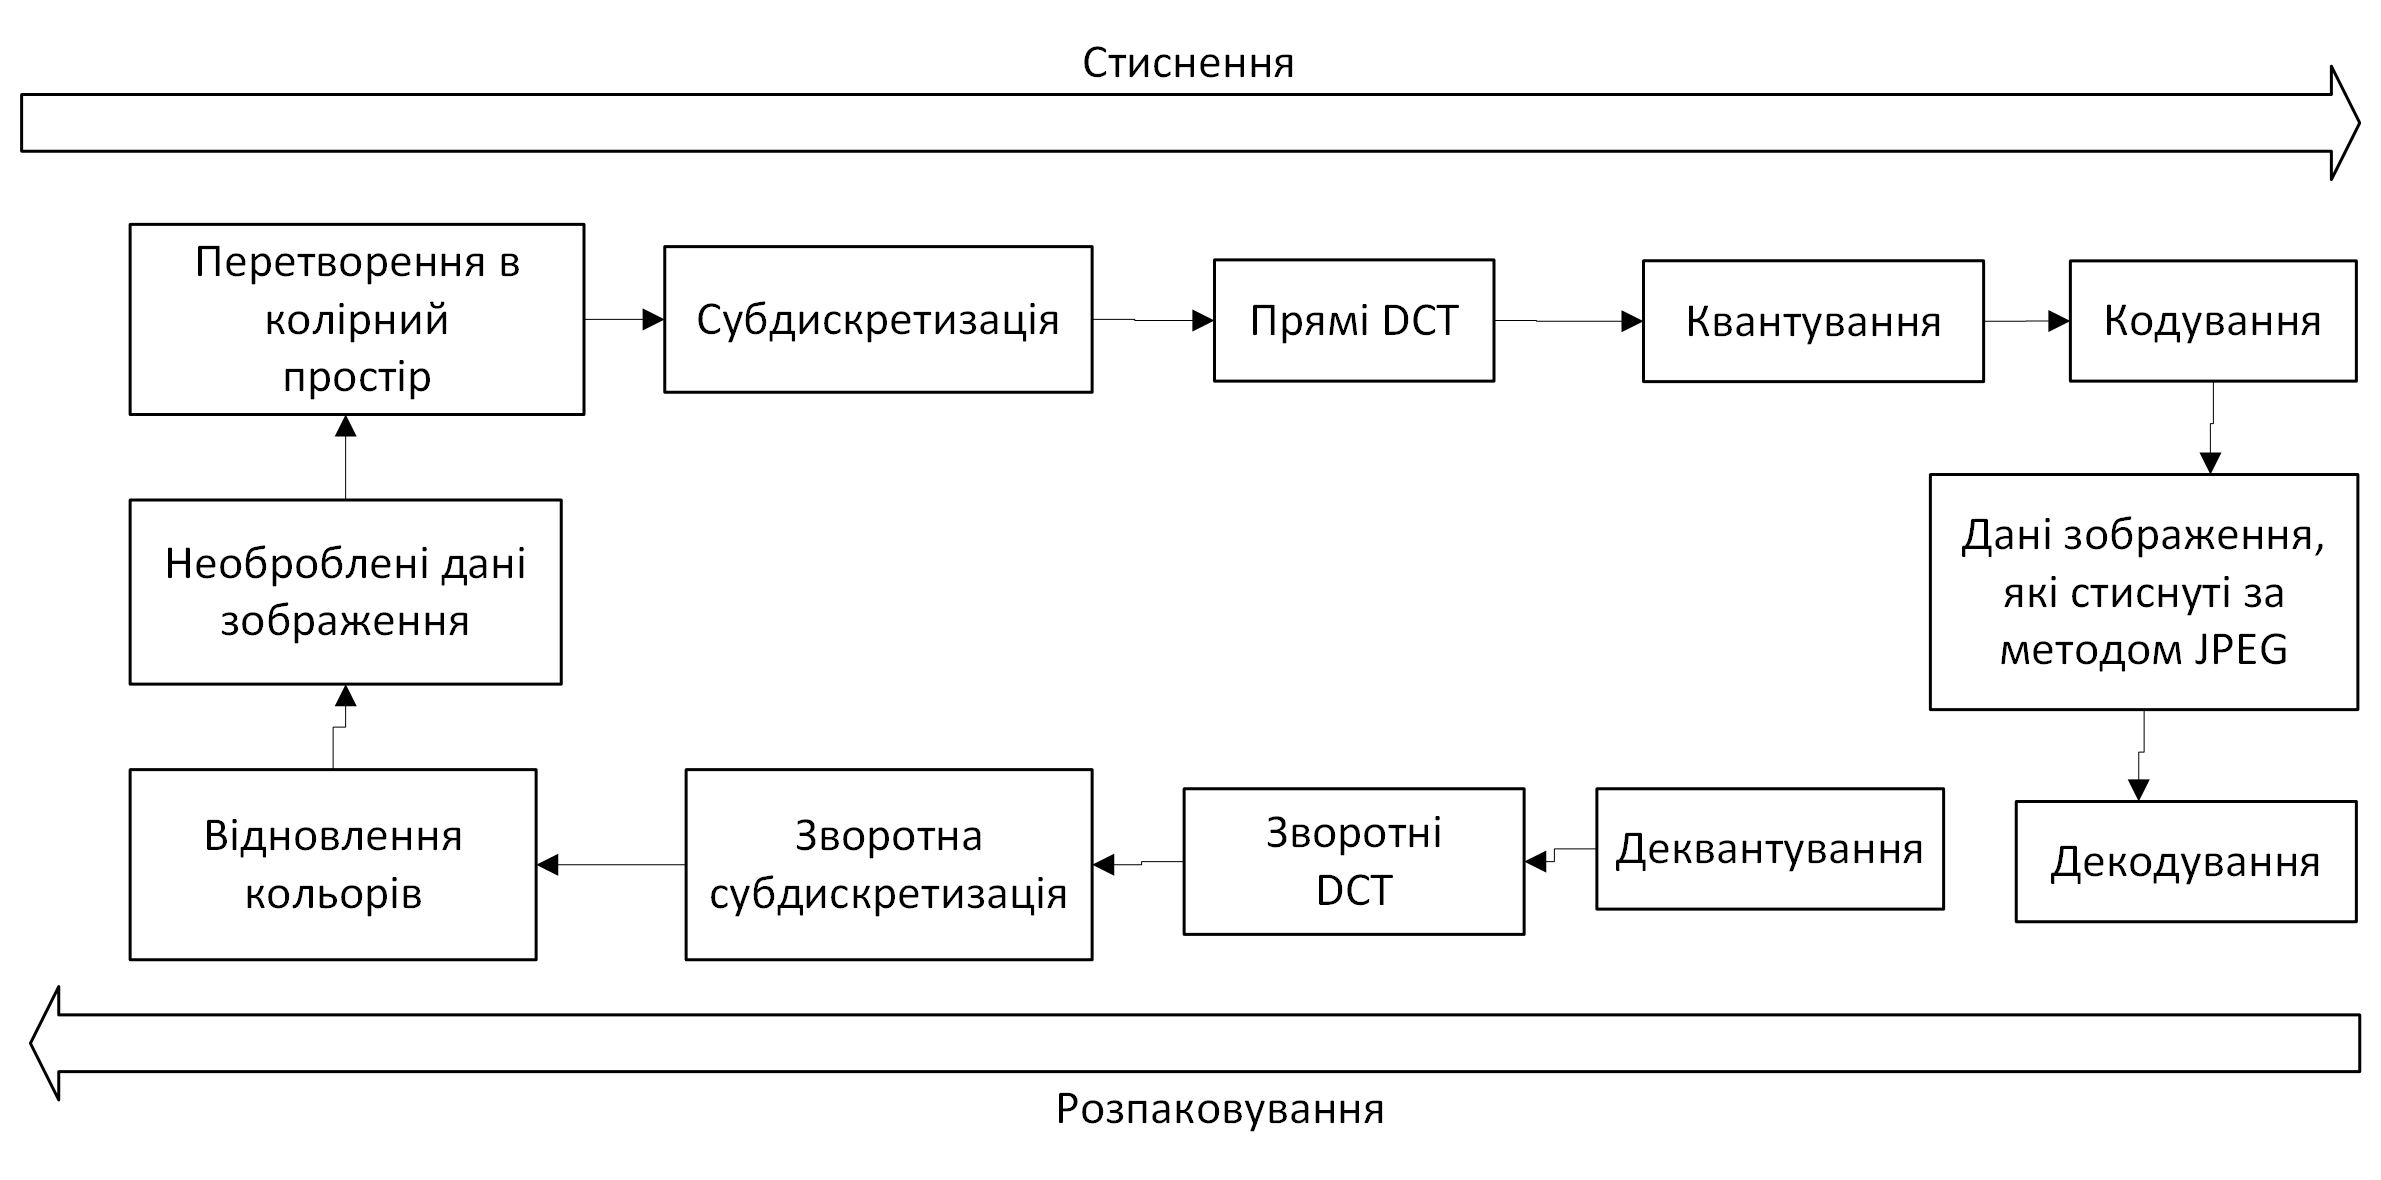 Стиснення
Перетворення в
колірний
простір
Субдискретизація
Прямі DCT
Квантування
Кодування
Необроблені дані
зображення
Дані зображення,
які стиснуті за
методом JPEG
Відновлення
кольорів
Зворотна
субдискретизація
Зворотні
DCT
Деквантування
Декодування
Розпаковування